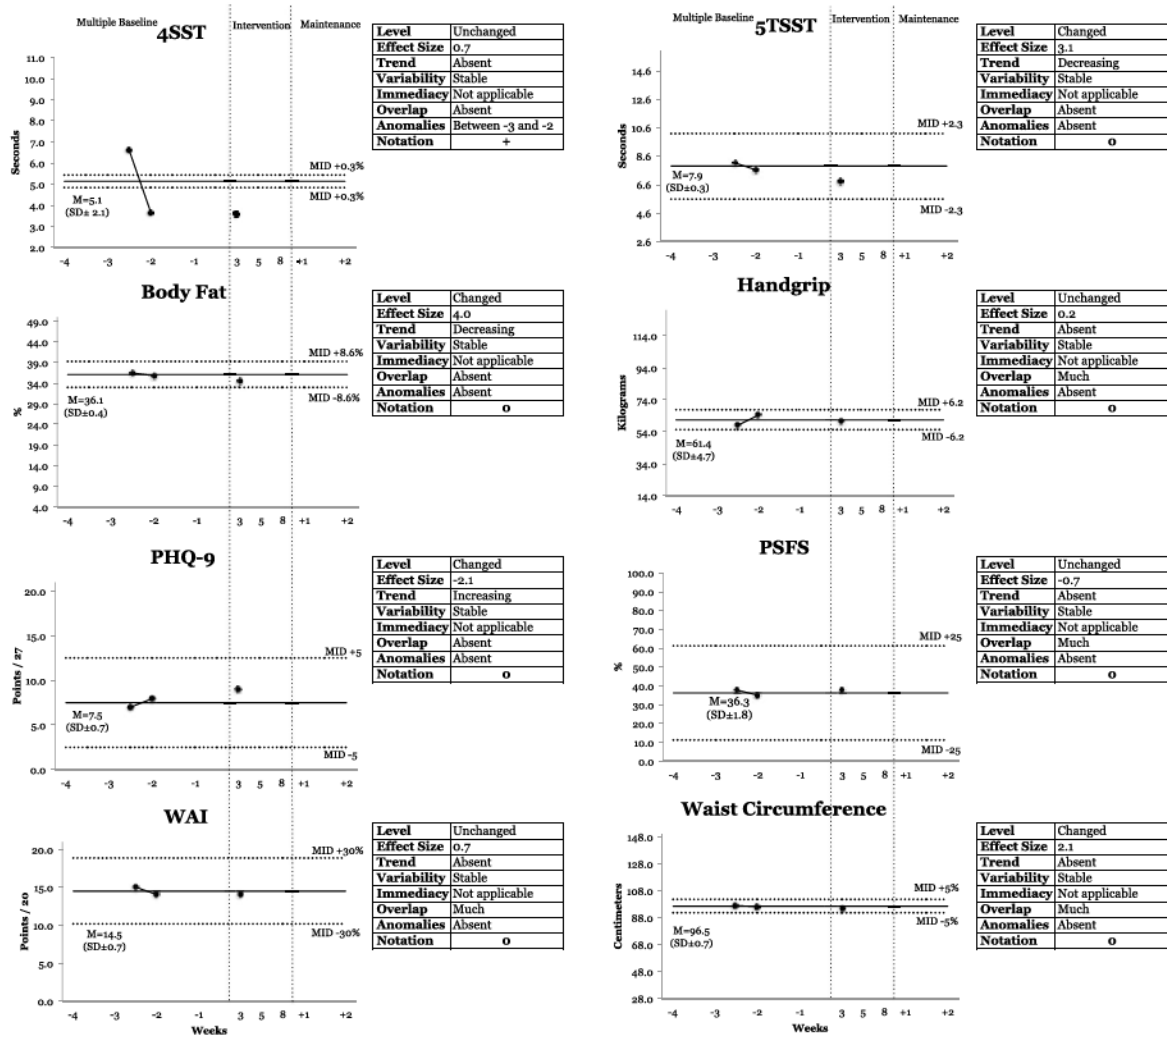 Multiple Baseline
4SST
Intervention
Maintenance
11.0
10.0
9.0
8.0
7.0
6.0
5.0
4.0
3.0
2.0
Seconds
MID +0.3%
MID +0.3%
M=5.1
(SD± 2.1)
-4 -3 -2 -1 3 5 8 +1 +2
Level Unchanged
Effect Size 0.7
Trend Absent
Variability Stable
Immediacy Not applicable
Overlap Absent
Anomalies Between -3 and -2
Notation +
Multiple Baseline
5TSST
Intervention
Maintenance
14.6
12.6
10.6
8.6
6.6
4.6
2.6
Seconds
MID +2.3
M=7.9
(SD±0.3)
MID -2.3
-4 -3 -2 -1 3 5 8 +1 +2
Level Changed
Effect Size 3.1
Trend Decreasing
Variability Stable
Immediacy Not applicable
Overlap Absent
Anomalies Absent
Notation 0
Body Fat
49.0
44.0
39.0
34.0
29.0
24.0
19.0
14.0
9.0
4.0
%
MID +8.6%
MID -8.6%
M=36.1
(SD±0.4)
-4 -3 -2 -1 3 5 8 +1 +2
Level Changed
Effect Size 4.0
Trend Decreasing
Variability Stable
Immediacy Not applicable
Overlap Absent
Anomalies Absent
Notation 0
Handgrip
114.0
94.0
74.0
54.0
34.0
14.0
Kilograms
MID +6.2
MID -6.2
M=61.4
(SD±4.7)
-4 -3 -2 -1 3 5 8 +1 +2
Level Unchanged
Effect Size 0.2
Trend Absent
Variability Stable
Immediacy Not applicable
Overlap Much
Anomalies Absent
Notation 0
PHQ-9
20.0
15.0
10.0
5.0
0.0
Points / 27
MID +5
M=7.5
(SD±0.7)
MID -5
-4 -3 -2 -1 3 5 8 +1 +2
Level Changed
Effect Size -2.1
Trend Increasing
Variability Stable
Immediacy Not applicable
Overlap Absent
Anomalies Absent
Notation 0
PSFS
100.0
90.0
80.0
70.0
60.0
50.0
40.0
30.0
20.0
10.0
0.0
%
MID +25
M=36.3
(SD±1.8)
MID -25
-4 -3 -2 -1 3 5 8 +1 +2
Level Unchanged
Effect Size -0.7
Trend Absent
Variability Stable
Immediacy Not applicable
Overlap Much
Anomalies Absent
Notation 0
WAI
20.0
15.0
10.0
5.0
0.0
Points / 20
MID +30%
MID -30%
M=14.5
(SD±0.7)
-4 -3 -2 -1 3 5 8 +1 +2
Weeks
Level Unchanged
Effect Size 0.7
Trend Absent
Variability Stable
Immediacy Not applicable
Overlap Much
Anomalies Absent
Notation 0
Waist Circumference
148.0
128.0
108.0
88.0
68.0
48.0
28.0
Centimeters
MID +5%
MID -5%
M=96.5
(SD±0.7)
-4 -3 -2 -1 3 5 8 +1 +2
Weeks
Level Changed
Effect Size 2.1
Trend Absent
Variability Stable
Immediacy Not applicable
Overlap Much
Anomalies Absent
Notation 0